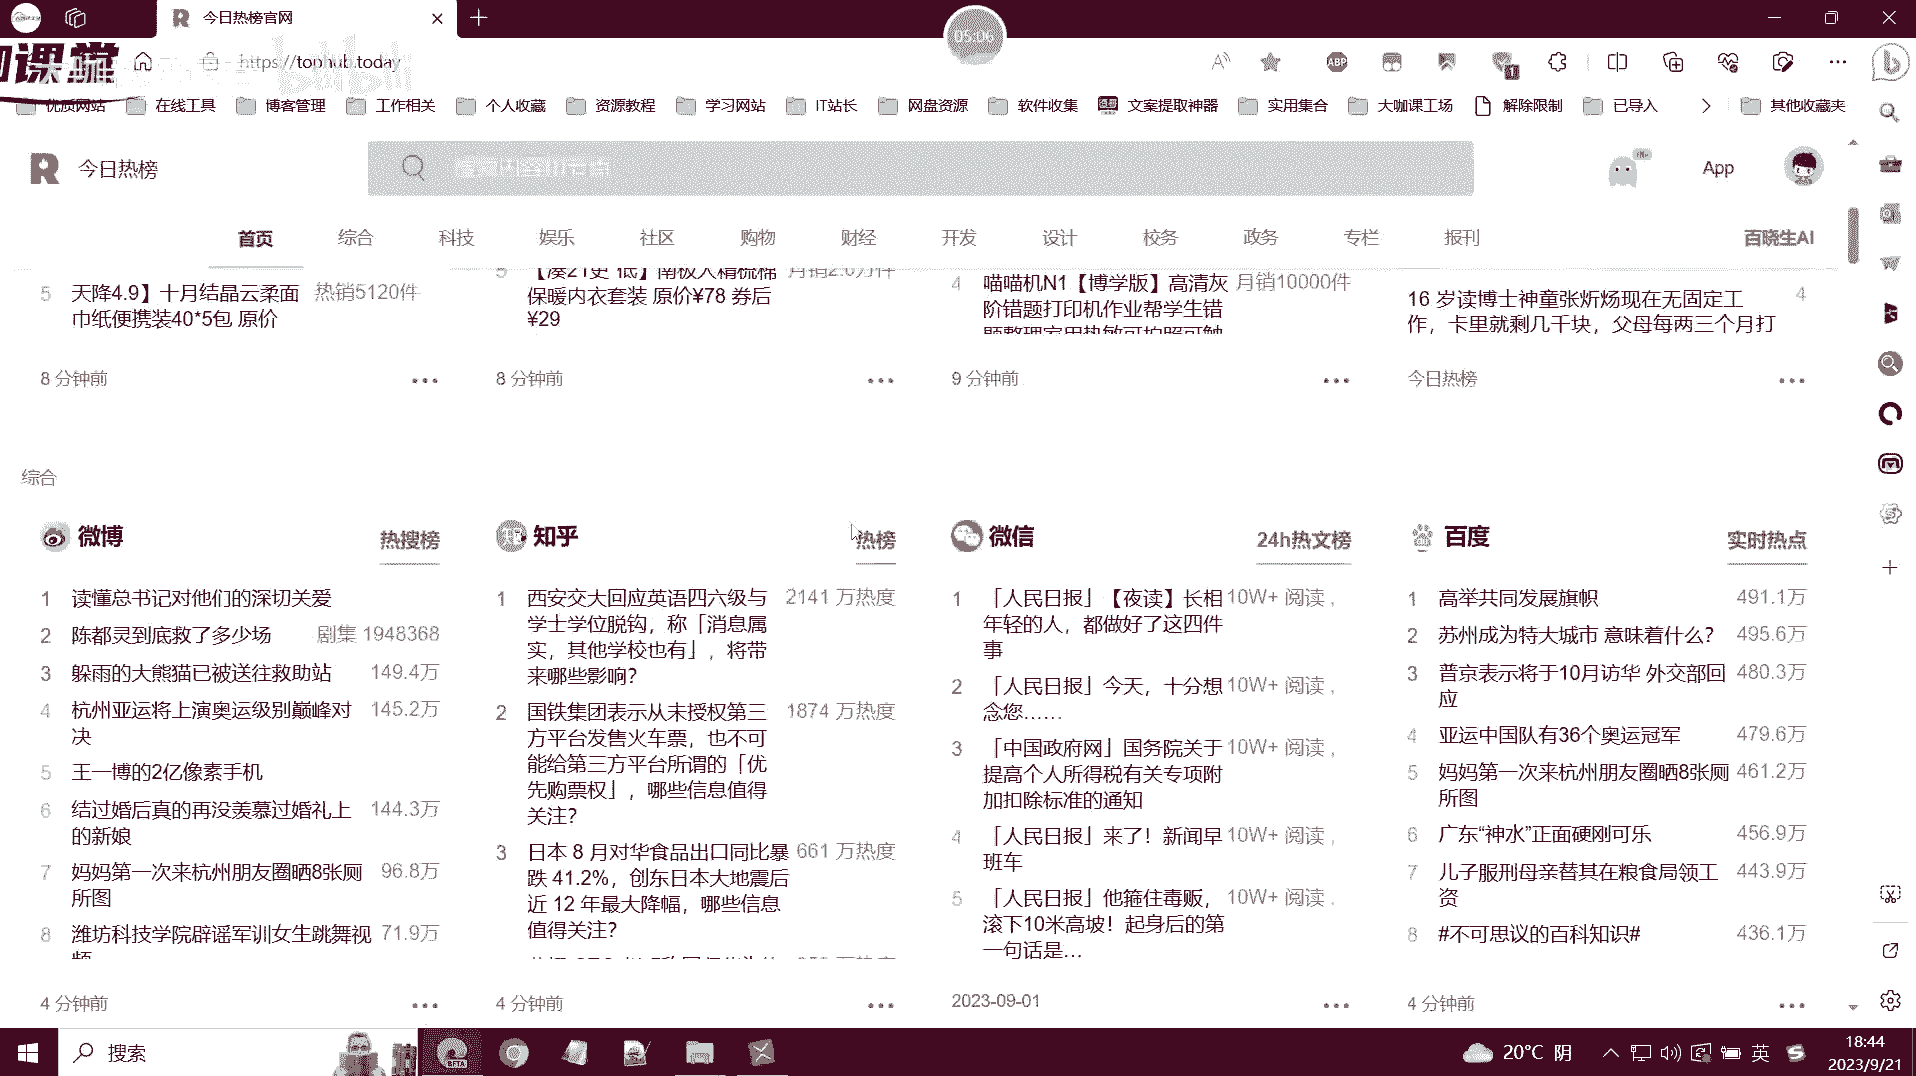 今日热榜官网
05:06
加课堂
bilibili
https://tophub.today
ABP
1
优质网站
在线工具
博客管理
工作相关
个人收藏
资源教程
学习网站
IT站长
网盘资源
软件收集
文案提取神器
实用集合
大咖课工场
解除限制
已导入
其他收藏夹
今日热榜
App
首页
综合
科技
娱乐
社区
购物
财经
开发
设计
校务
政务
专栏
报刊
百晓生AI
5
天降4.9】十月结晶云柔面
巾纸便携装40*5包 原价
热销5120件
8 分钟前
5
【凑21更 低】南极人精梳棉
保暖内衣套装 原价¥78 券后
¥29
月销2.0万件
8 分钟前
4
喵喵机N1【博学版】高清灰
阶错题打印机作业帮学生错
题整理家用热敏可拍照可触
月销10000件
9 分钟前
16 岁读博士神童张炘炀现在无固定工
作，卡里就剩几千块，父母每两三个月打
4
今日热榜
综合
微博
热搜榜
1 读懂总书记对他们的深切关爱
2 陈都灵到底救了多少场 剧集 1948368
3 躲雨的大熊猫已被送往救助站 149.4万
4 杭州亚运将上演奥运级别巅峰对 145.2万
决
5 王一博的2亿像素手机
6 结过婚后真的再没羡慕过婚礼上 144.3万
的新娘
7 妈妈第一次来杭州朋友圈晒8张厕 96.8万
所图
8 潍坊科技学院辟谣军训女生跳舞视 71.9万
频
4 分钟前
知乎
热榜
1 西安交大回应英语四六级与 2141 万热度
学士学位脱钩，称「消息属
实，其他学校也有」，将带
来哪些影响？
2 国铁集团表示从未授权第三 1874 万热度
方平台发售火车票，也不可
能给第三方平台所谓的「优
先购票权」，哪些信息值得
关注？
3 日本 8 月对华食品出口同比暴 661 万热度
跌 41.2%，创东日本大地震后
近 12 年最大降幅，哪些信息
值得关注？
4 分钟前
微信
24h热文榜
1 「人民日报」【夜读】长相 10W+ 阅读 ,
年轻的人，都做好了这四件
事
2 「人民日报」今天，十分想 10W+ 阅读 ,
念您……
3 「中国政府网」国务院关于 10W+ 阅读 ,
提高个人所得税有关专项附
加扣除标准的通知
4 「人民日报」来了！新闻早 10W+ 阅读 ,
班车
5 「人民日报」他箍住毒贩， 10W+ 阅读 ,
滚下10米高坡！起身后的第
一句话是…
2023-09-01
百度
实时热点
1 高举共同发展旗帜 491.1万
2 苏州成为特大城市 意味着什么？ 495.6万
3 普京表示将于10月访华 外交部回 480.3万
应
4 亚运中国队有36个奥运冠军 479.6万
5 妈妈第一次来杭州朋友圈晒8张厕 461.2万
所图
6 广东“神水”正面硬刚可乐 456.9万
7 儿子服刑母亲替其在粮食局领工 443.9万
资
8 #不可思议的百科知识# 436.1万
4 分钟前
搜索
BETA
20°C 阴
英
18:44
2023/9/21